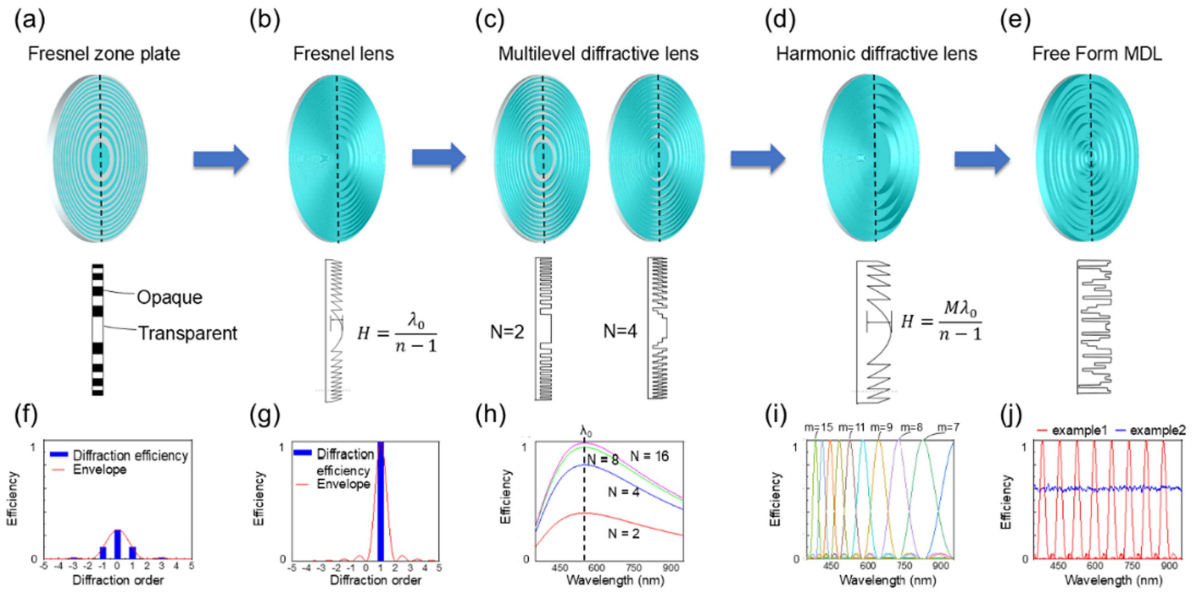 (a)
(b)
(c)
(d)
(e)
Fresnel zone plate
Fresnel lens
Multilevel diffractive lens
Harmonic diffractive lens
Free Form MDL
Opaque
Transparent
H = λ₀ / (n − 1)
N=2
N=4
H = Mλ₀ / (n − 1)
(f)
(g)
(h)
(i)
(j)
1
Efficiency
0
Diffraction efficiency
Envelope
-5 -4 -3 -2 -1 0 1 2 3 4 5
Diffraction order
1
Efficiency
0
Diffraction
efficiency
Envelope
-5 -4 -3 -2 -1 0 1 2 3 4 5
Diffraction order
λ₀
1
Efficiency
0
N = 16
N = 8
N = 4
N = 2
450 750 900
Wavelength (nm)
m=15 m=11 m=9 m=8 m=7
1
Efficiency
0
450 600 750 900
Wavelength (nm)
example1 example2
1
Efficiency
0
450 600 750 900
Wavelength (nm)